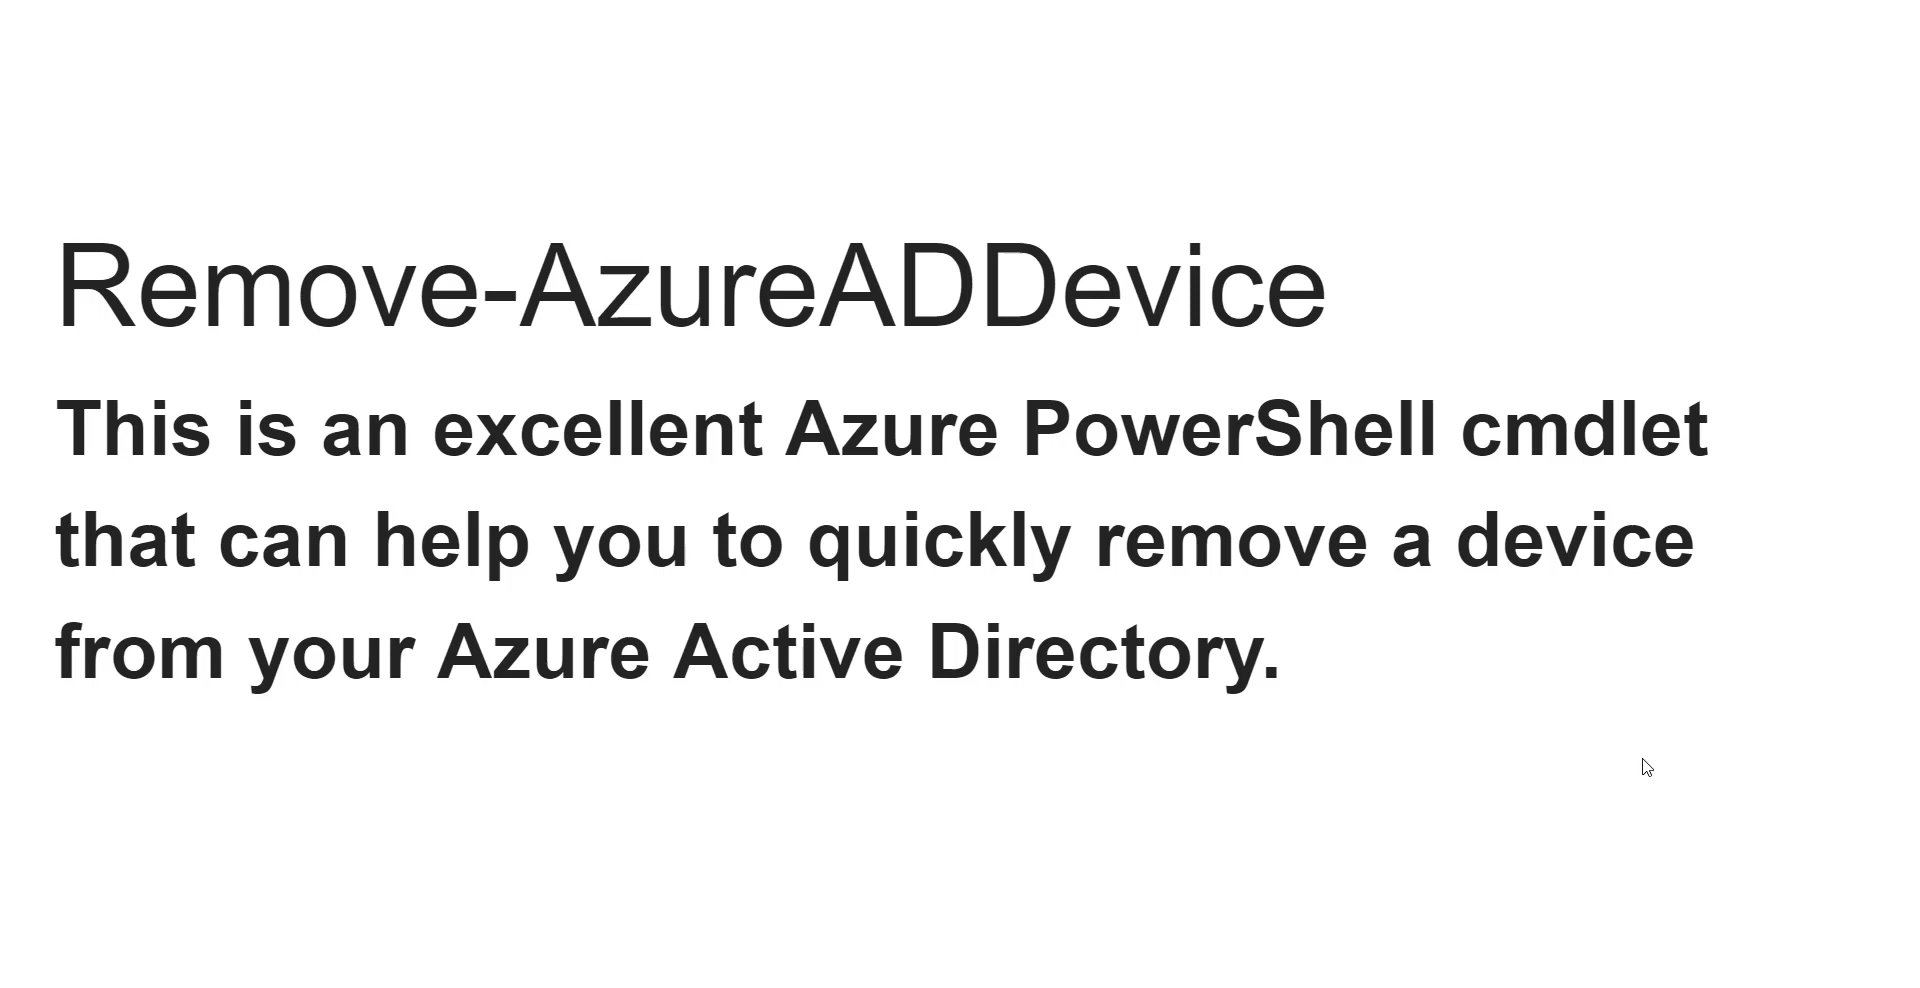 Remove-AzureADDevice
This is an excellent Azure PowerShell cmdlet
that can help you to quickly remove a device
from your Azure Active Directory.